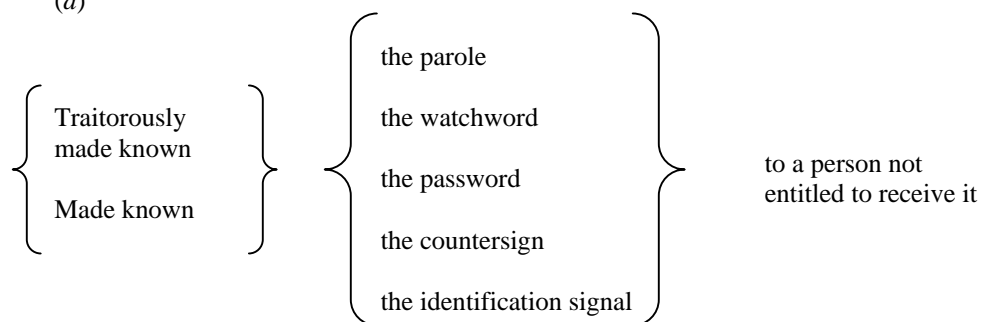 (a)
Traitorously
made known
Made known
the parole
the watchword
the password
the countersign
the identification signal
to a person not
entitled to receive it